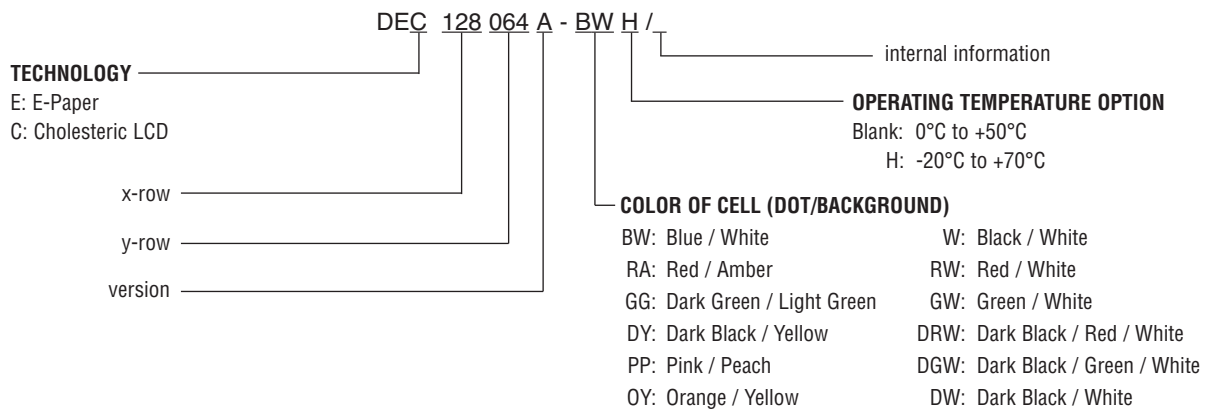 DEC 128 064 A - BW H /_
internal information
TECHNOLOGY
E: E-Paper
C: Cholesteric LCD
OPERATING TEMPERATURE OPTION
Blank: 0°C to +50°C
H: -20°C to +70°C
x-row
y-row
version
COLOR OF CELL (DOT/BACKGROUND)
BW: Blue / White
RA: Red / Amber
GG: Dark Green / Light Green
DY: Dark Black / Yellow
PP: Pink / Peach
OY: Orange / Yellow
W: Black / White
RW: Red / White
GW: Green / White
DRW: Dark Black / Red / White
DGW: Dark Black / Green / White
DW: Dark Black / White